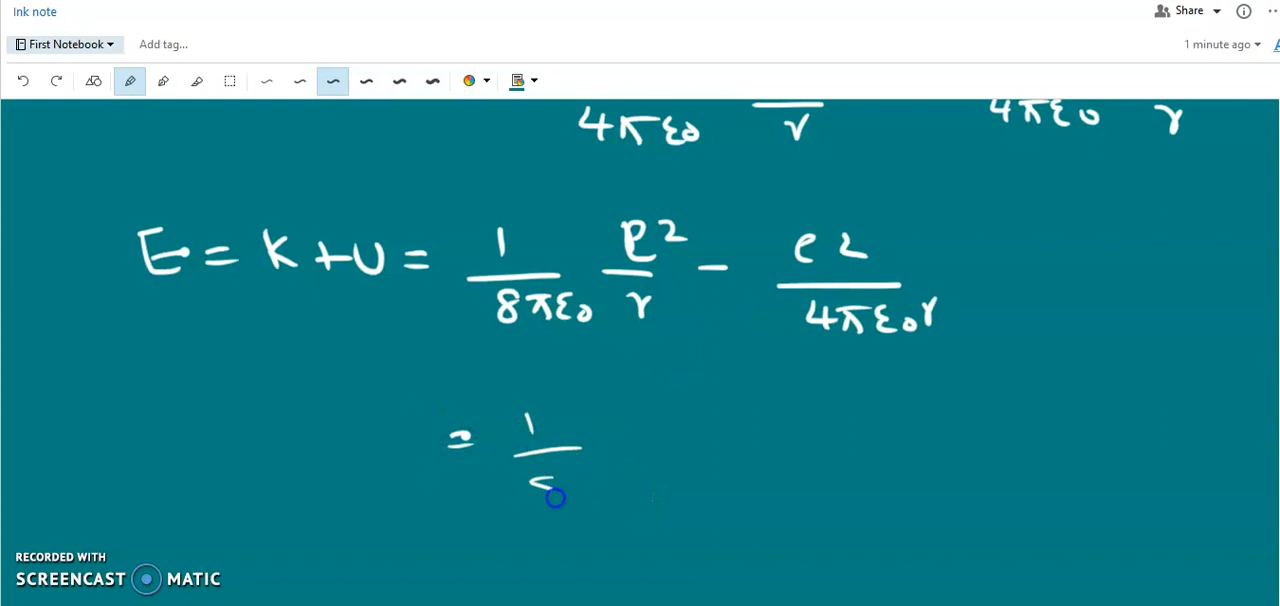 Ink note
Share
First Notebook
Add tag...
1 minute ago
4πε0 r 4πε0 r
E = K + U = 1/8πε0 e2/r - e2/4πε0r
= 1
RECORDED WITH
SCREENCAST MATIC